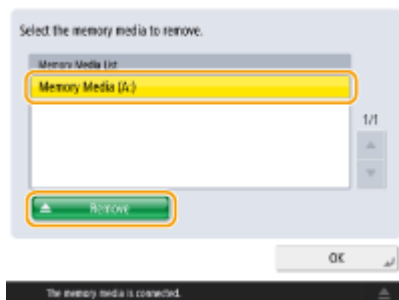 Select the memory media to remove.
Memory Media List
Memory Media (A:)
1/1
Remove
OK
The memory media is connected.